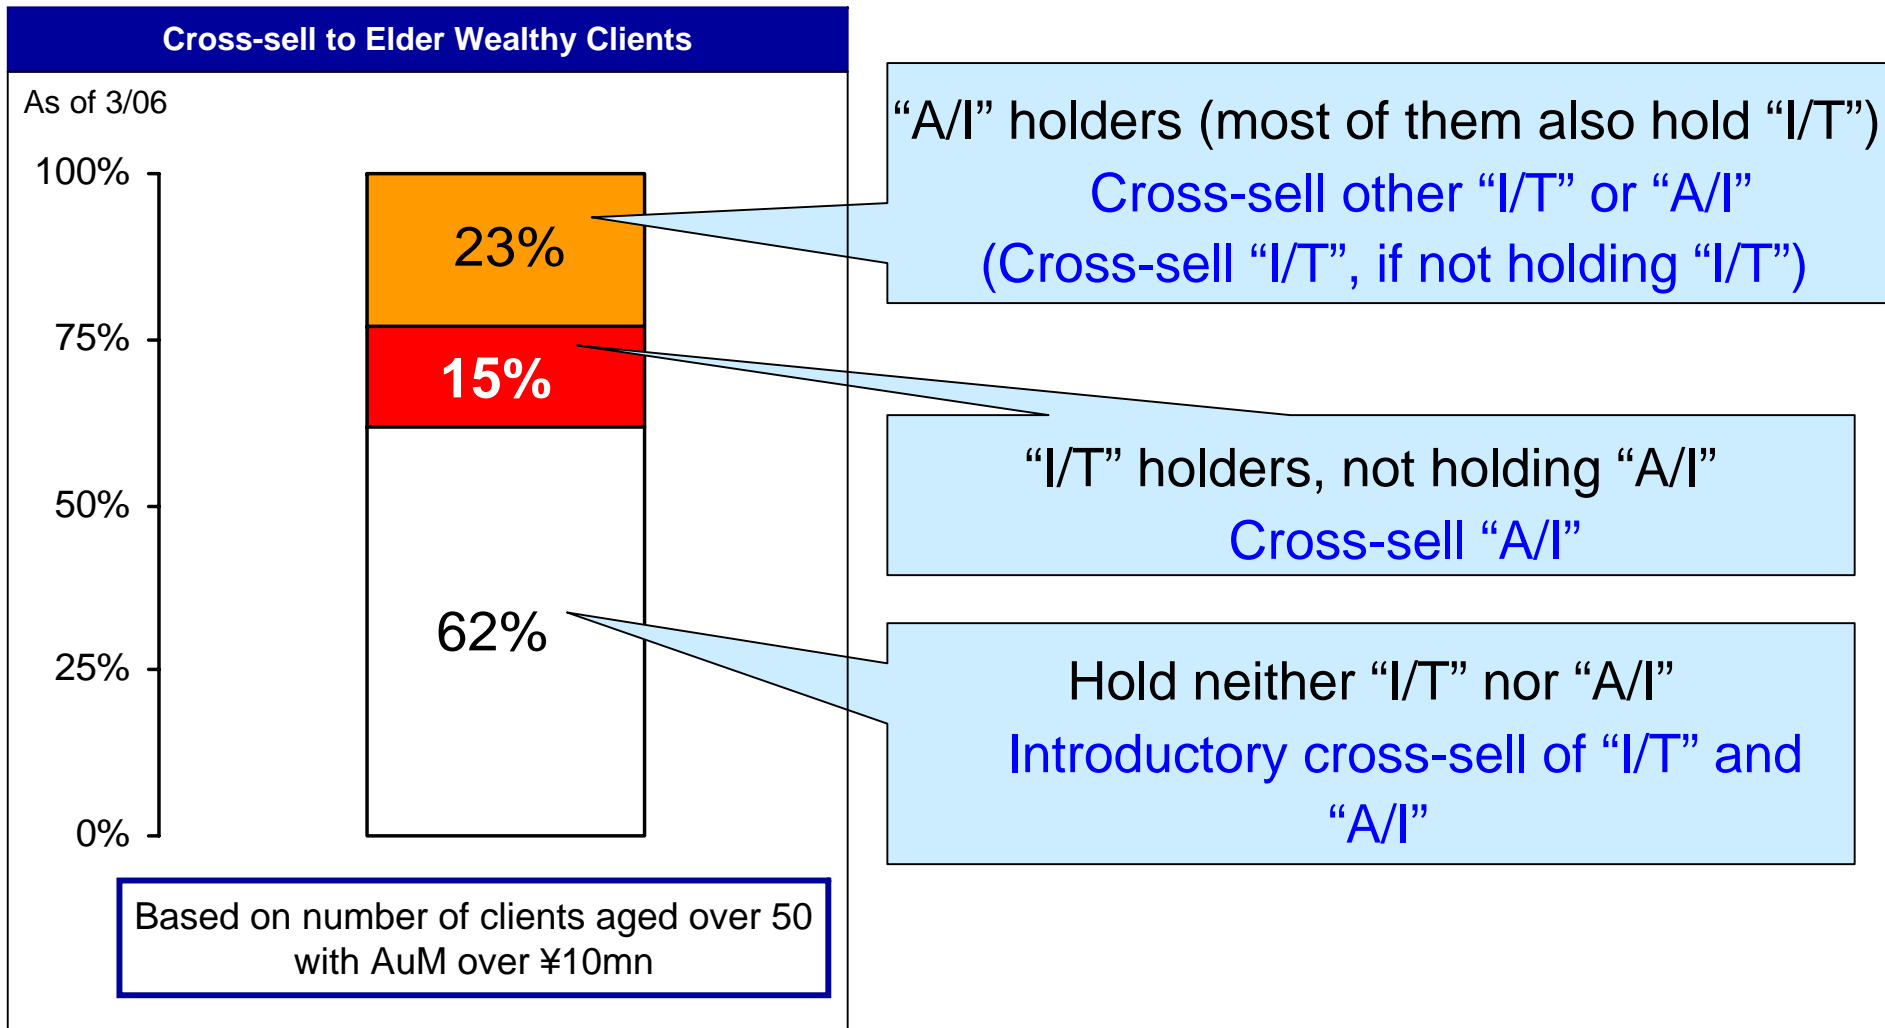 Cross-sell to Elder Wealthy Clients
As of 3/06
100%
75%
50%
25%
0%
23%
15%
62%
“A/I” holders (most of them also hold “I/T”)
Cross-sell other “I/T” or “A/I”
(Cross-sell “I/T”, if not holding “I/T”)
“I/T” holders, not holding “A/I”
Cross-sell “A/I”
Hold neither “I/T” nor “A/I”
Introductory cross-sell of “I/T” and
“A/I”
Based on number of clients aged over 50
with AuM over ¥10mn